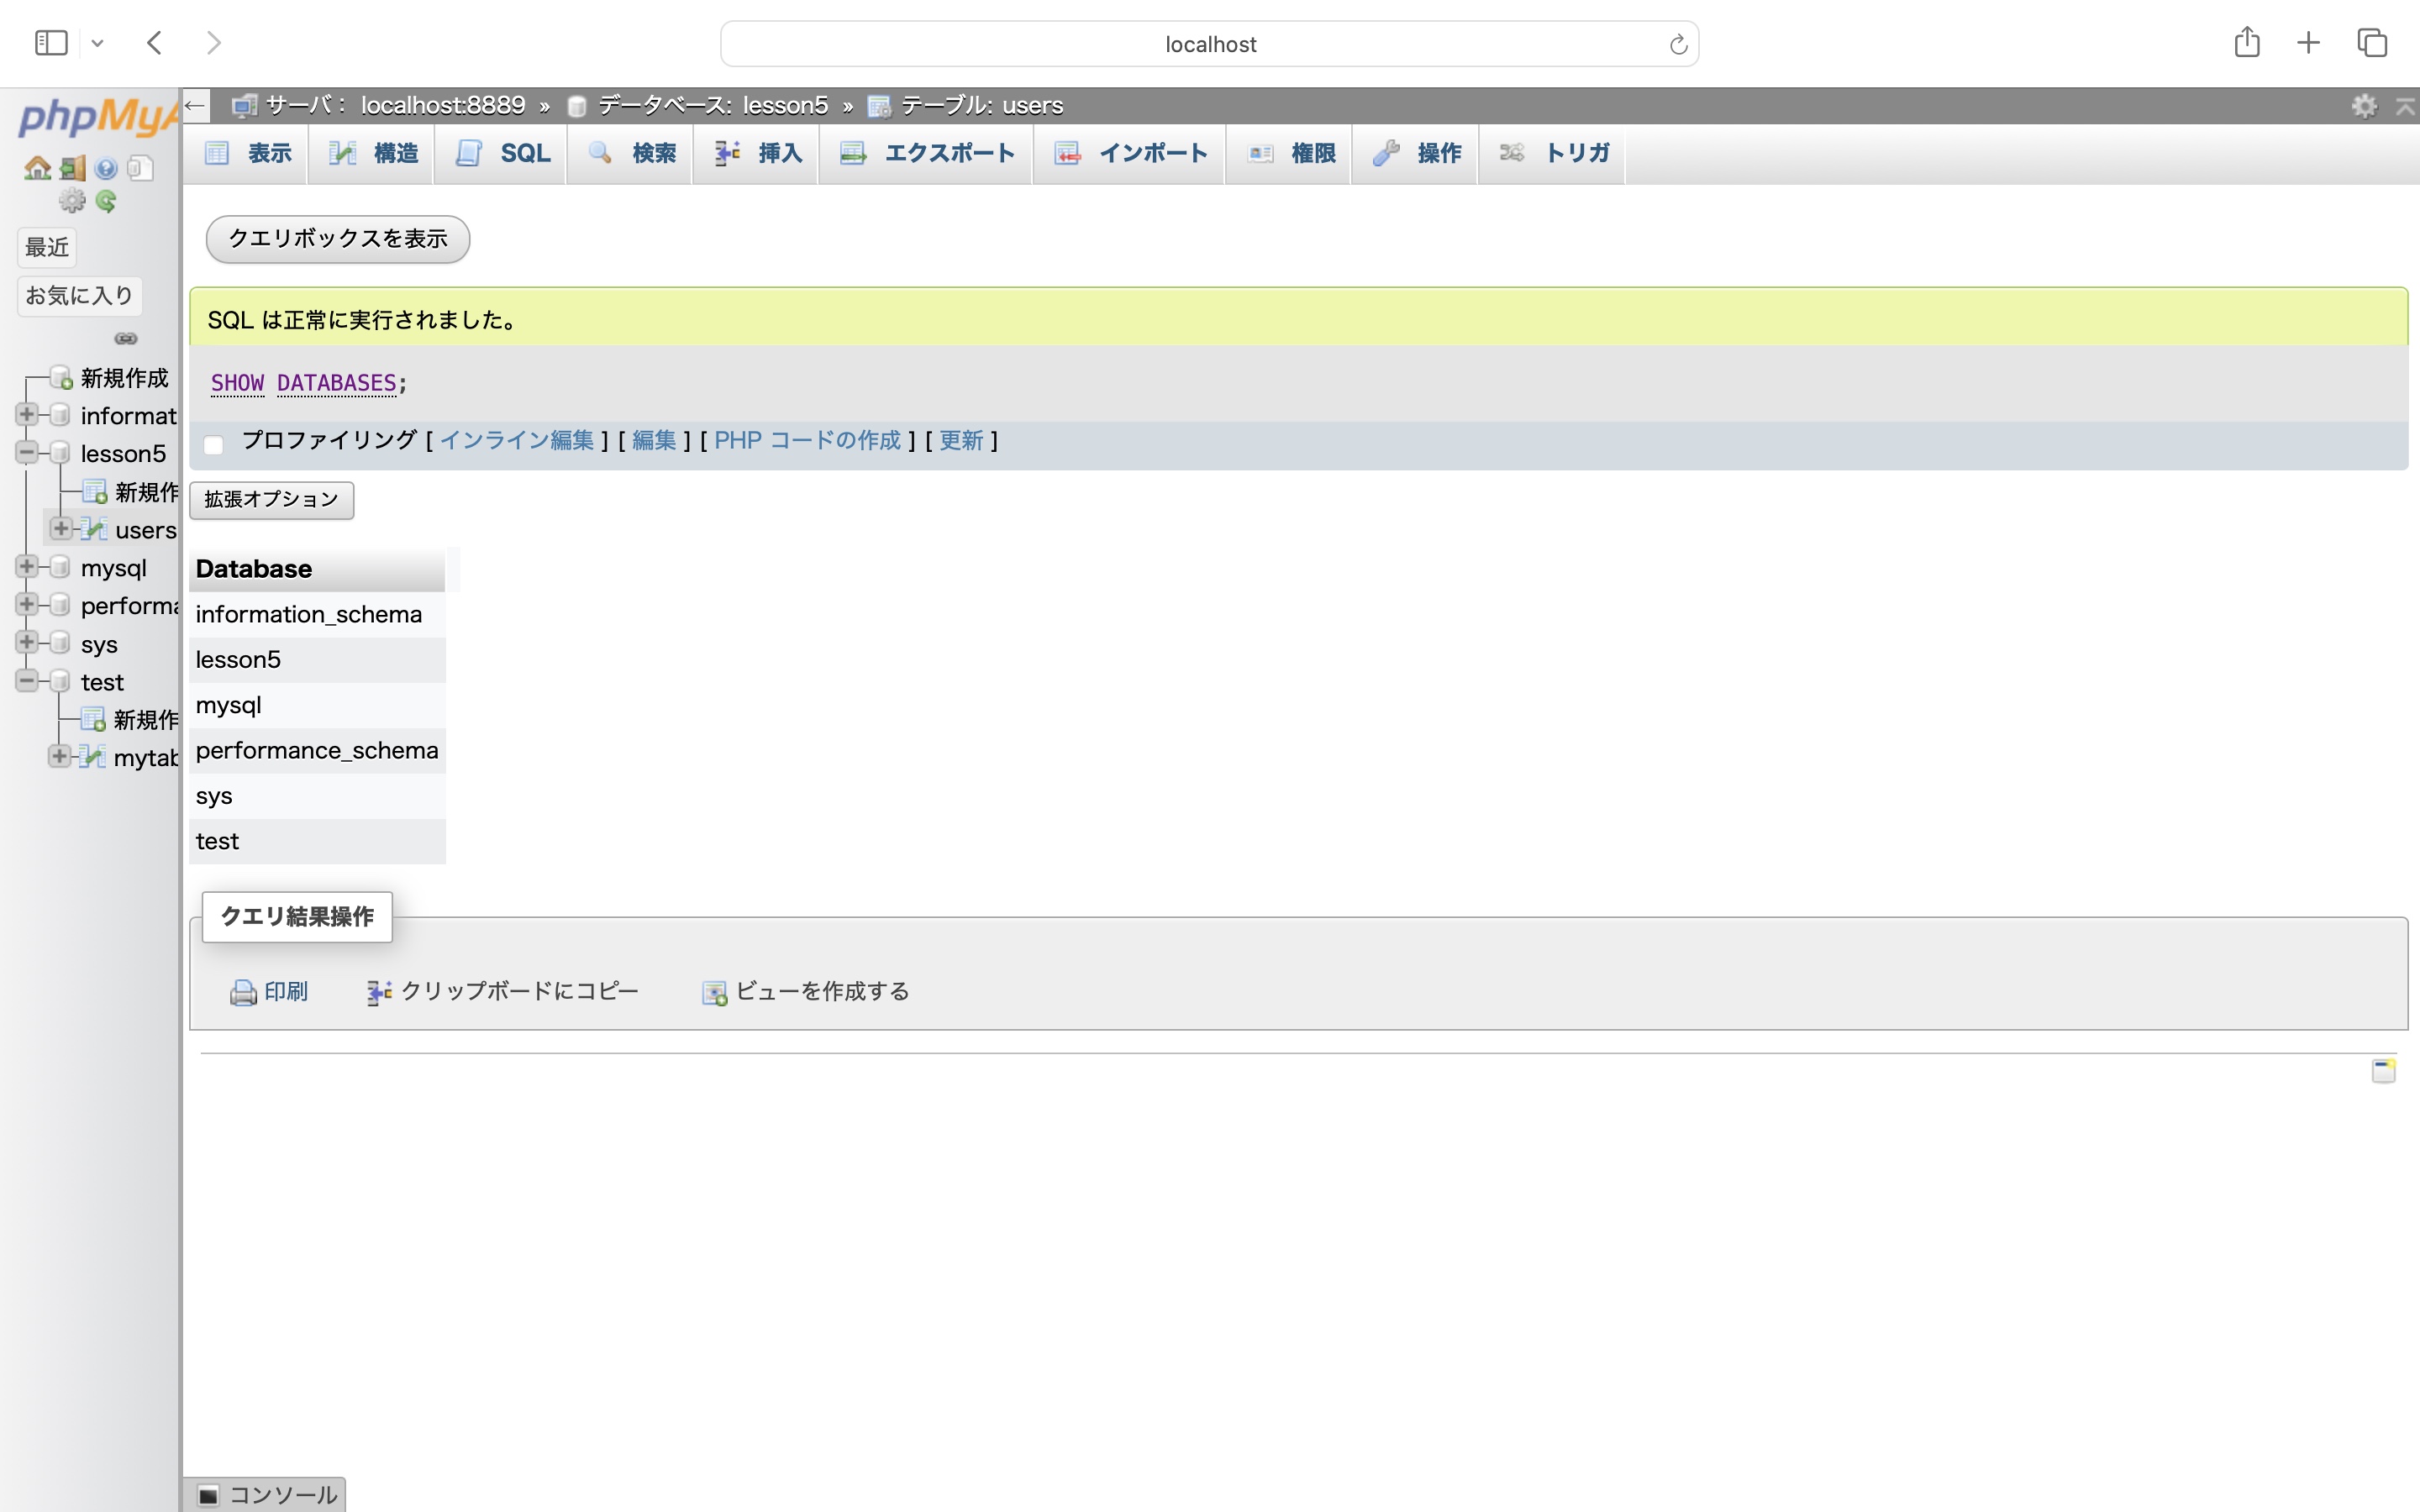 localhost
phpMyA
← サーバ： localhost:8889 » データベース: lesson5 » テーブル: users
表示 構造 SQL 検索 挿入 エクスポート インポート 権限 操作 トリガ
最近
お気に入り
新規作成
informat
lesson5
新規作
users
mysql
performa
sys
test
新規作
mytab
クエリボックスを表示
SQL は正常に実行されました。
SHOW DATABASES;
プロファイリング [ インライン編集 ] [ 編集 ] [ PHP コードの作成 ] [ 更新 ]
拡張オプション
Database
information_schema
lesson5
mysql
performance_schema
sys
test
クエリ結果操作
印刷 クリップボードにコピー ビューを作成する
コンソール